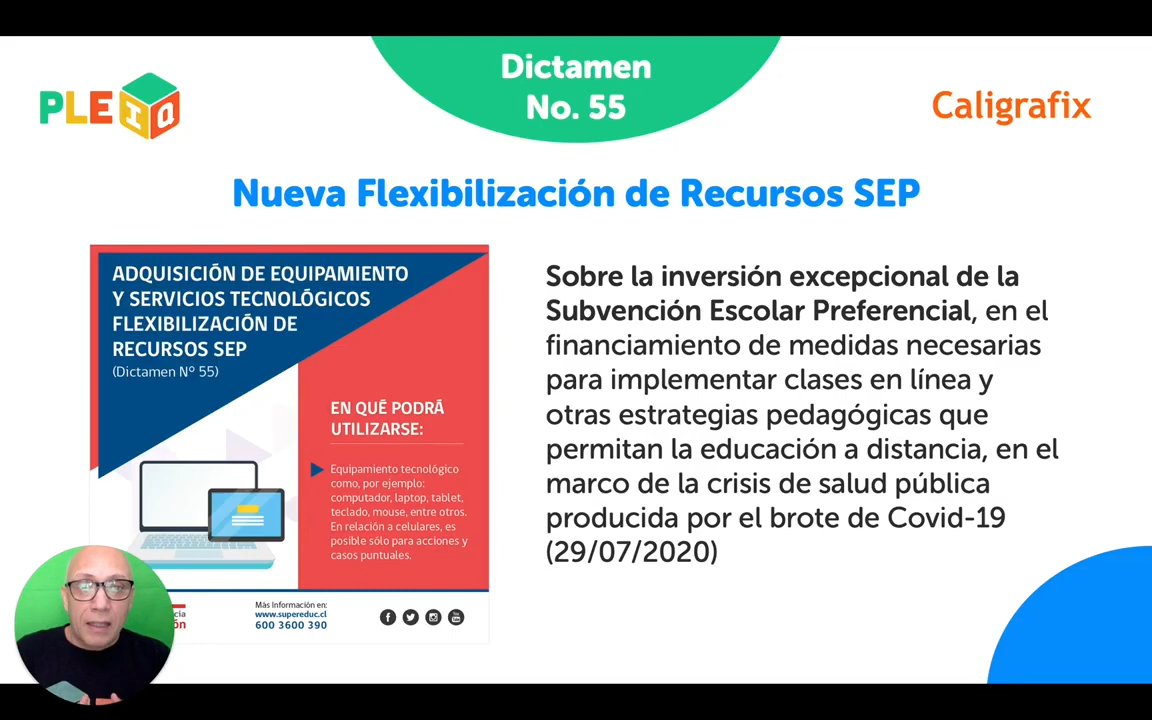 Dictamen
No. 55
PLEIQ
Caligrafix
Nueva Flexibilización de Recursos SEP
ADQUISICIÓN DE EQUIPAMIENTO
Y SERVICIOS TECNOLÓGICOS
FLEXIBILIZACIÓN DE
RECURSOS SEP
(Dictamen Nº 55)
EN QUÉ PODRÁ
UTILIZARSE:
Equipamiento tecnológico
como, por ejemplo:
computador, laptop, tablet,
teclado, mouse, entre otros.
En relación a celulares, es
posible sólo para acciones y
casos puntuales.
Más Información en:
www.supereduc.cl
600 3600 390
Sobre la inversión excepcional de la
Subvención Escolar Preferencial, en el
financiamiento de medidas necesarias
para implementar clases en línea y
otras estrategias pedagógicas que
permitan la educación a distancia, en el
marco de la crisis de salud pública
producida por el brote de Covid-19
(29/07/2020)